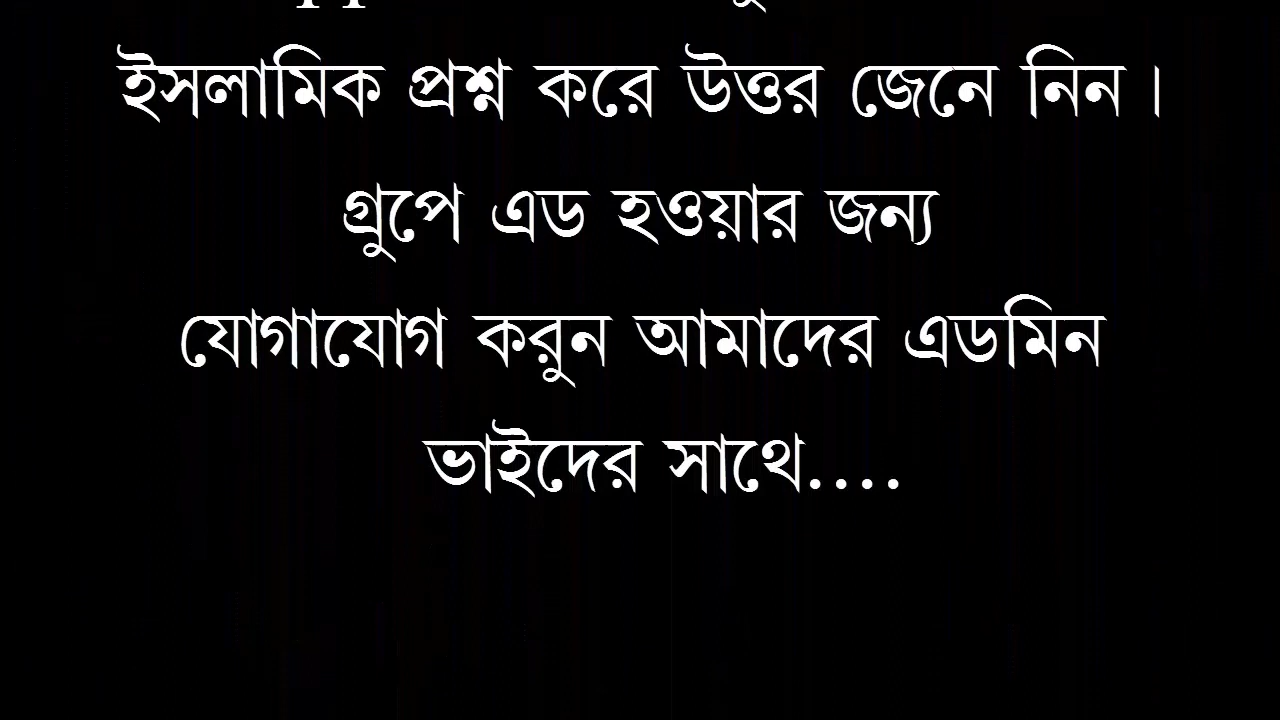 ইসলামিক প্রশ্ন করে উত্তর জেনে নিন।
গ্রুপে এড হওয়ার জন্য
যোগাযোগ করুন আমাদের এডমিন
ভাইদের সাথে....